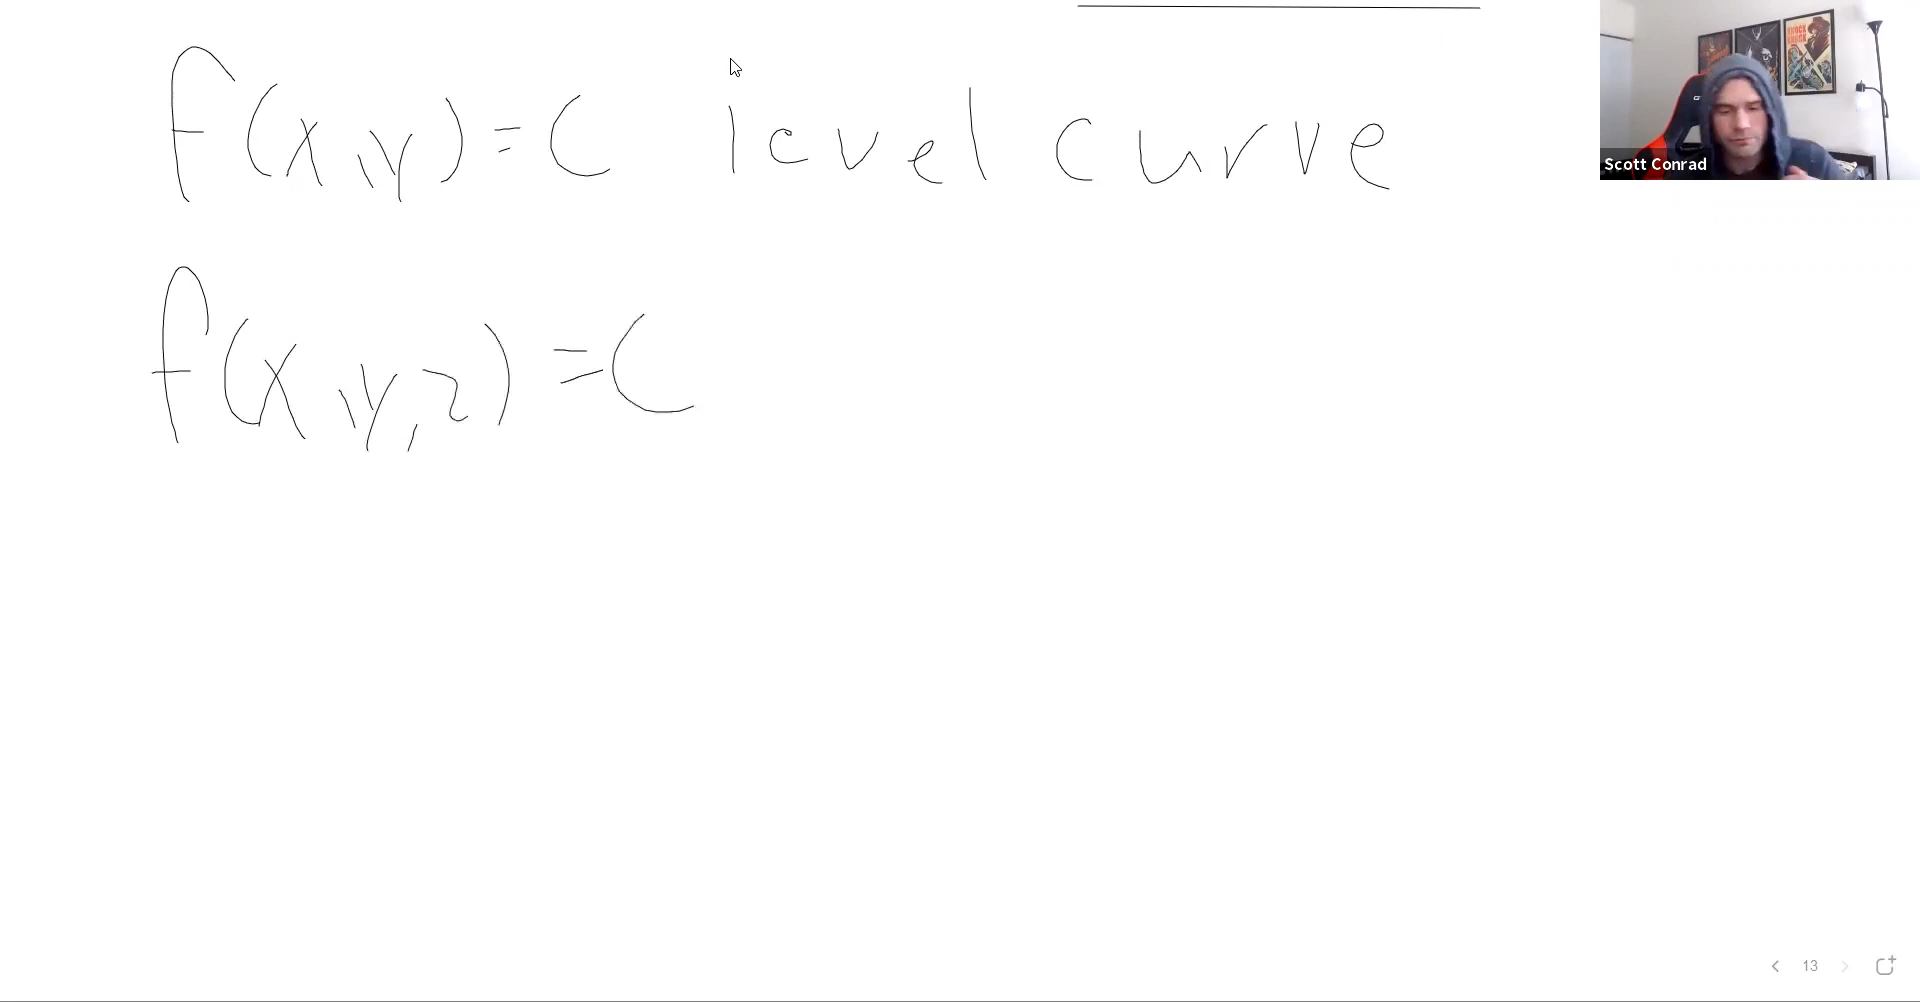 f(x,y)=C level curve
Scott Conrad
f(x,y,z)=C
13